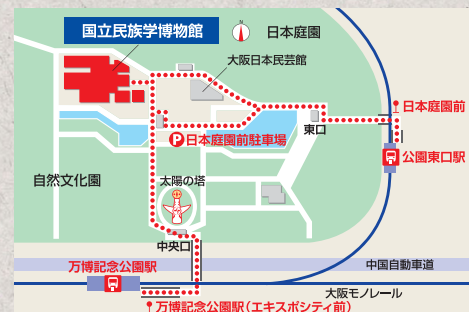 国立民族学博物館
N
日本庭園
大阪日本民芸館
日本庭園前
東口
P日本庭園前駐車場
公園東口駅
自然文化園
太陽の塔
中央口
万博記念公園駅
中国自動車道
大阪モノレール
万博記念公園駅(エキスポシティ前)